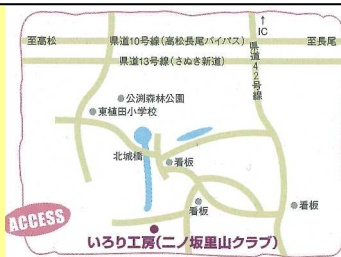 ↑
IC
至高松
県道10号線(高松長尾バイパス)
至長尾
県道13号線(さぬき新道)
県道42号線
公渕森林公園
東植田小学校
北城橋
看板
看板
看板
ACCESS
いろり工房(二ノ坂里山クラブ)